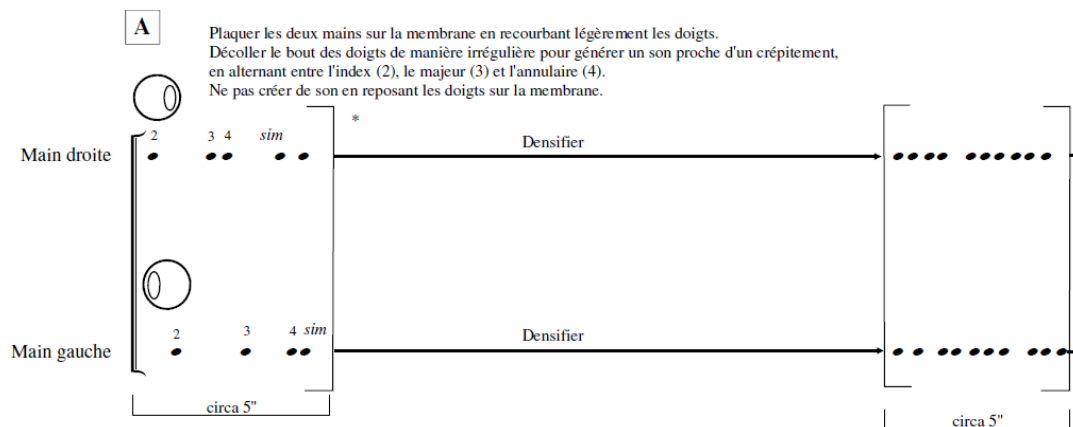 A
Plaquer les deux mains sur la membrane en recourbant légèrement les doigts.
Décoller le bout des doigts de manière irrégulière pour générer un son proche d'un crépitement,
en alternant entre l'index (2), le majeur (3) et l'annulaire (4).
Ne pas créer de son en reposant les doigts sur la membrane.
*
2 3 4 sim
Main droite
Densifier
2 3 4 sim
Main gauche
Densifier
circa 5"
circa 5"